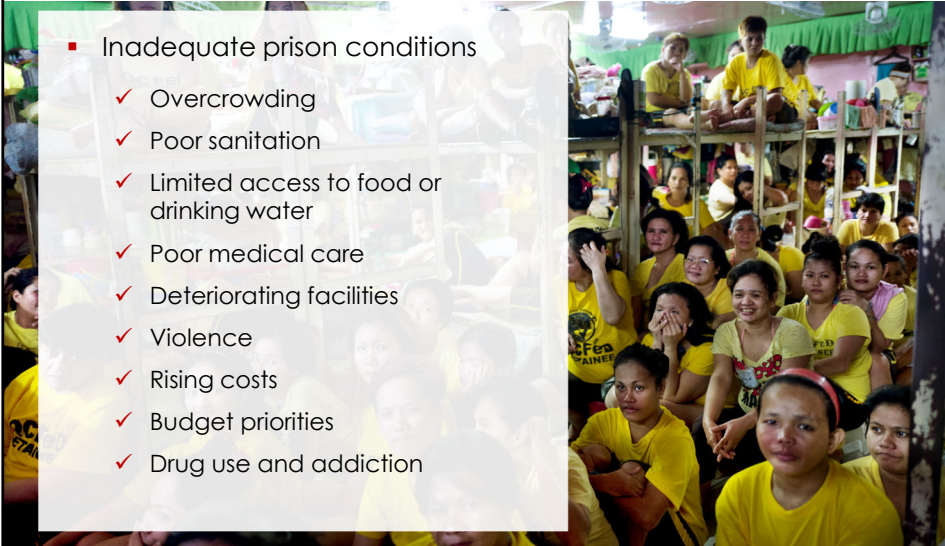 Inadequate prison conditions
Overcrowding
Poor sanitation
Limited access to food or
drinking water
Poor medical care
Deteriorating facilities
Violence
Rising costs
Budget priorities
Drug use and addiction